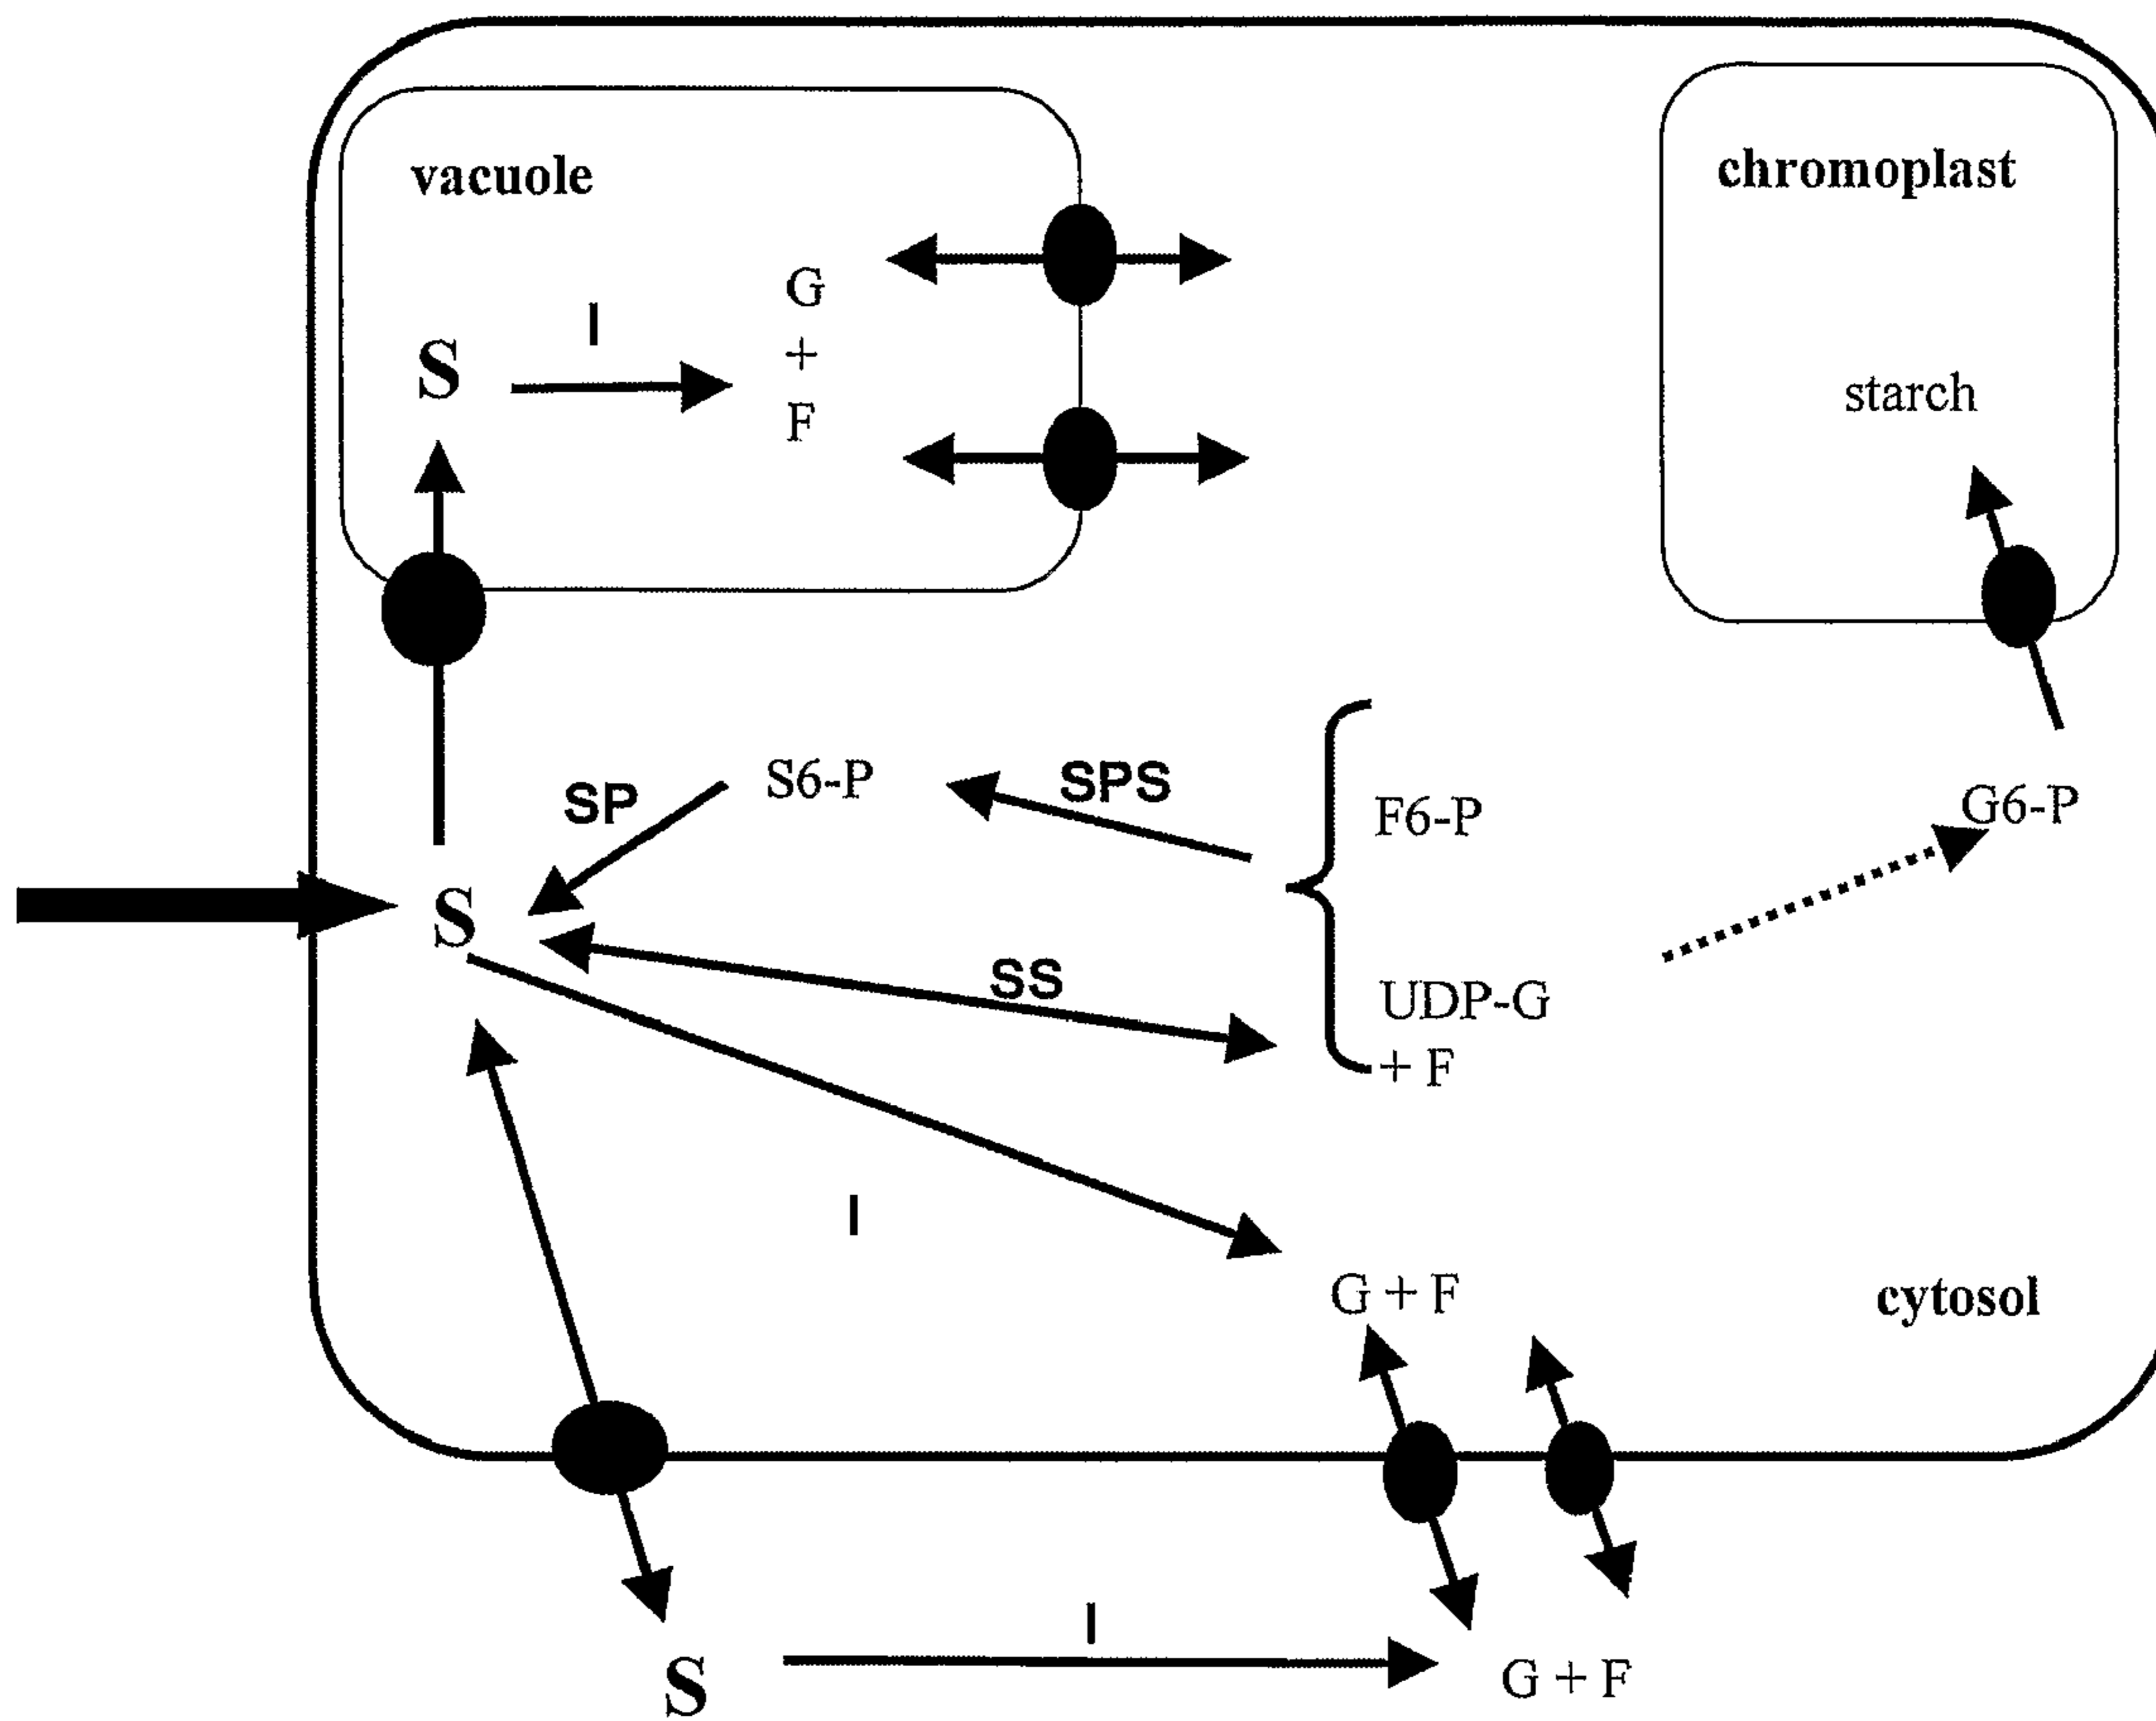 vacuole
chromoplast
G
+
F
I
S
starch
SP
S6-P
SPS
F6-P
G6-P
S
SS
UDP-G
+ F
I
G + F
cytosol
I
S
G + F